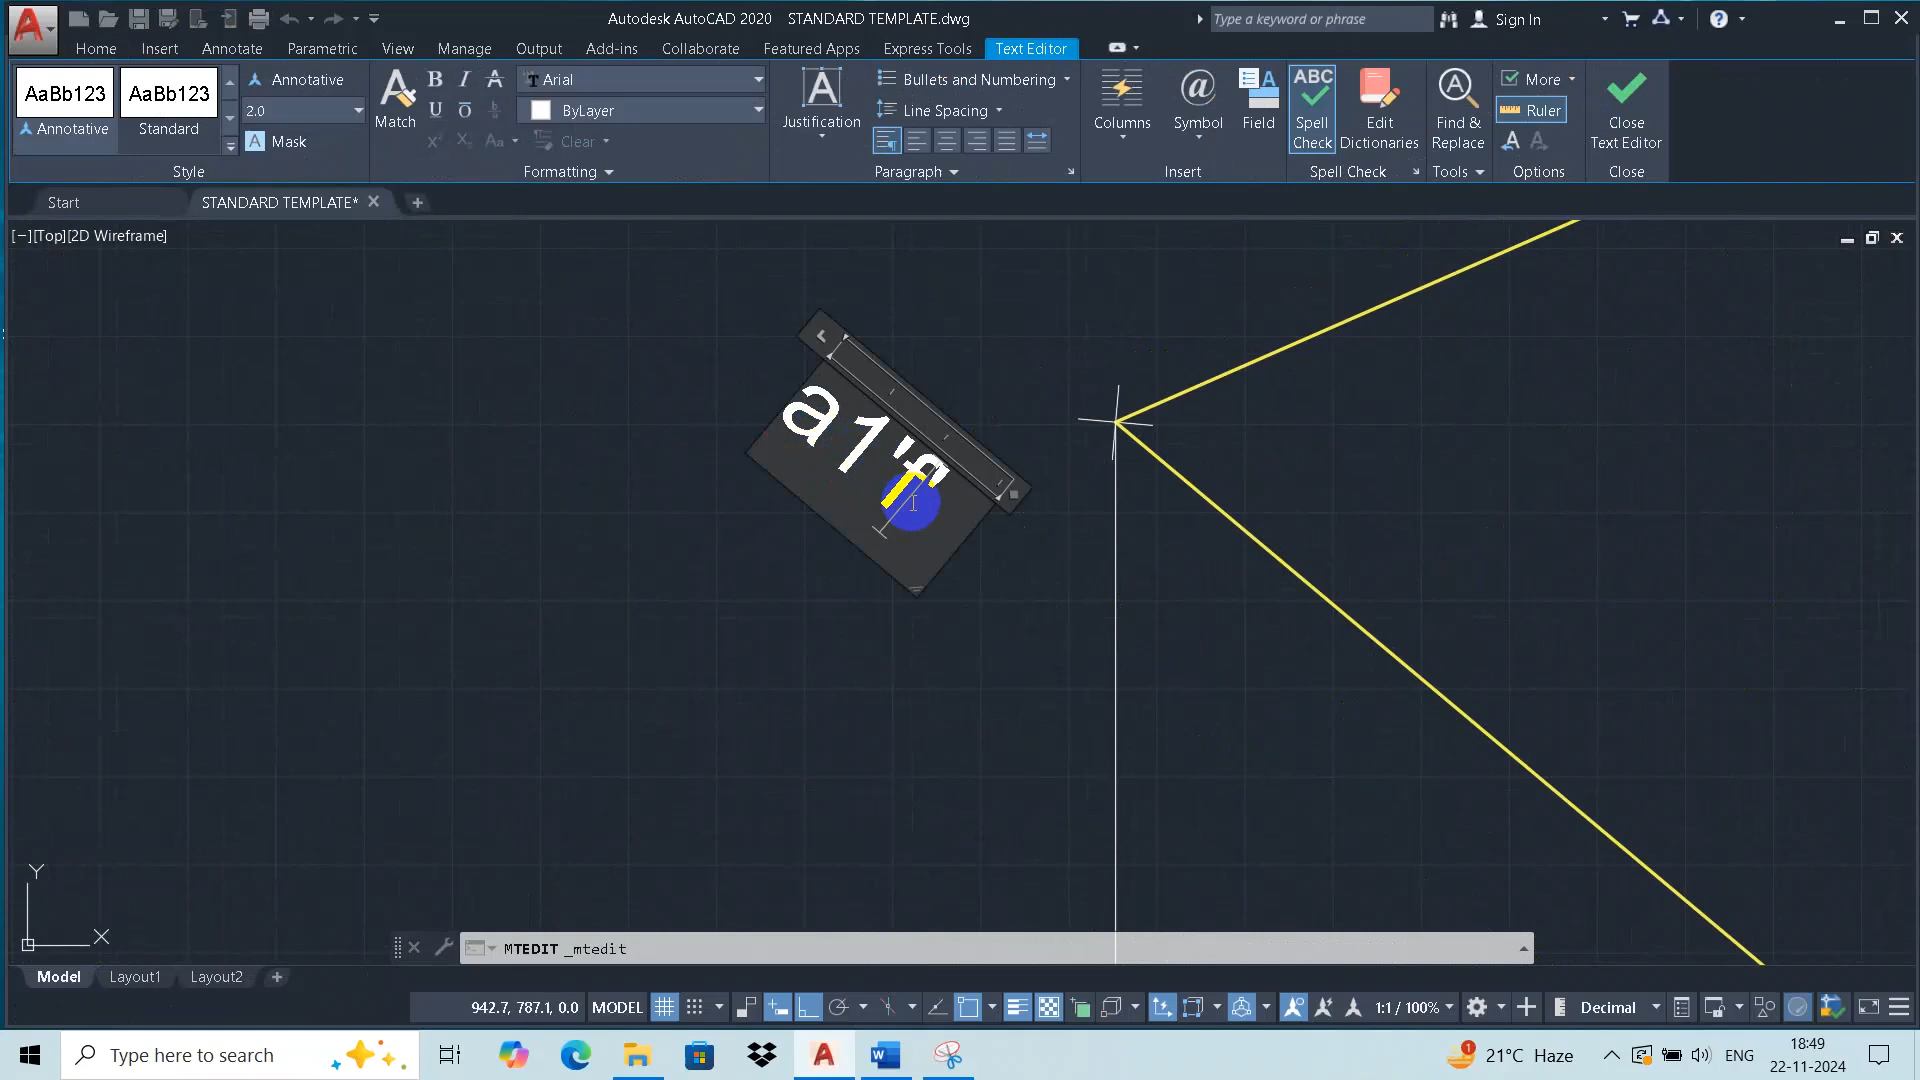 Autodesk AutoCAD 2020 STANDARD TEMPLATE.dwg
Type a keyword or phrase
Sign In
Home Insert Annotate Parametric View Manage Output Add-ins Collaborate Featured Apps Express Tools Text Editor
AaBb123 AaBb123
Annotative Standard
Annotative
2.0
Mask
Style
Match
Arial
ByLayer
Clear
Formatting
Justification
Bullets and Numbering
Line Spacing
Paragraph
Columns
Symbol
Field
Insert
ABC
Spell
Check
Edit
Dictionaries
Spell Check
Find &
Replace
Tools
More
Ruler
Options
Close
Text Editor
Close
Start
STANDARD TEMPLATE*
[−][Top][2D Wireframe]
Y
X
MTEDIT _mtedit
Model Layout1 Layout2
942.7, 787.1, 0.0 MODEL
1:1 / 100%
Decimal
Type here to search
21°C Haze
ENG
18:49
22-11-2024